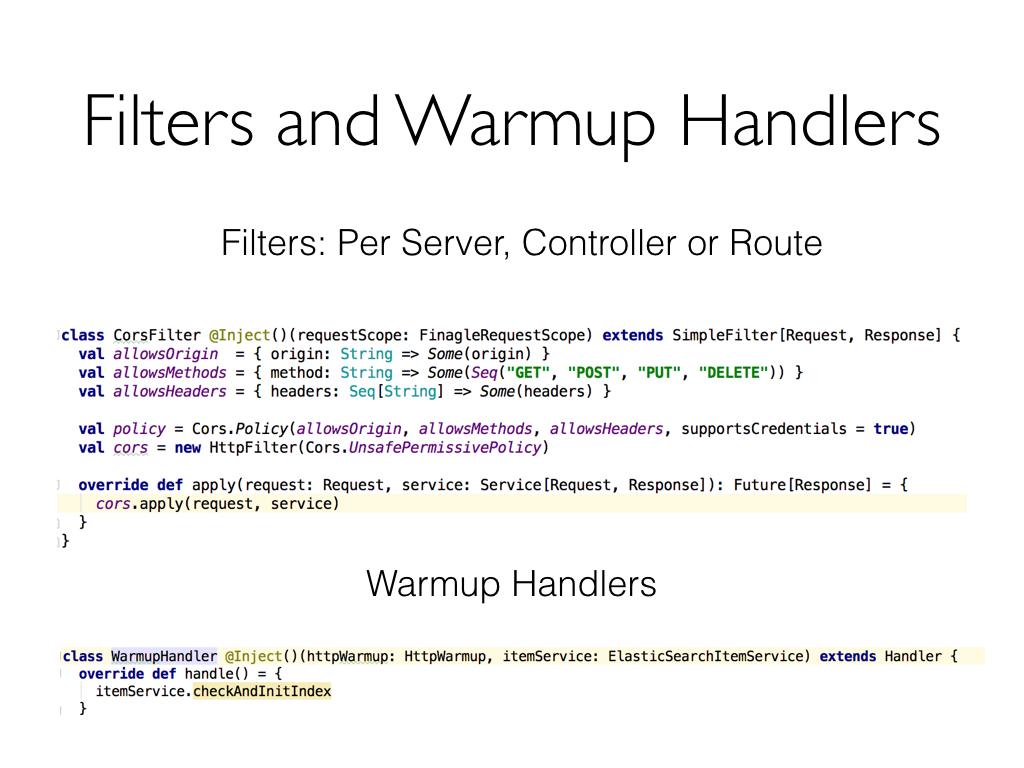 Filters and Warmup Handlers
Filters: Per Server, Controller or Route
class CorsFilter @Inject()(requestScope: FinagleRequestScope) extends SimpleFilter[Request, Response] {
  val allowsOrigin  = { origin: String => Some(origin) }
  val allowsMethods = { method: String => Some(Seq("GET", "POST", "PUT", "DELETE")) }
  val allowsHeaders = { headers: Seq[String] => Some(headers) }
  val policy = Cors.Policy(allowsOrigin, allowsMethods, allowsHeaders, supportsCredentials = true)
  val cors = new HttpFilter(Cors.UnsafePermissivePolicy)
  override def apply(request: Request, service: Service[Request, Response]): Future[Response] = {
    cors.apply(request, service)
  }
}
Warmup Handlers
class WarmupHandler @Inject()(httpWarmup: HttpWarmup, itemService: ElasticSearchItemService) extends Handler {
  override def handle() = {
    itemService.checkAndInitIndex
  }